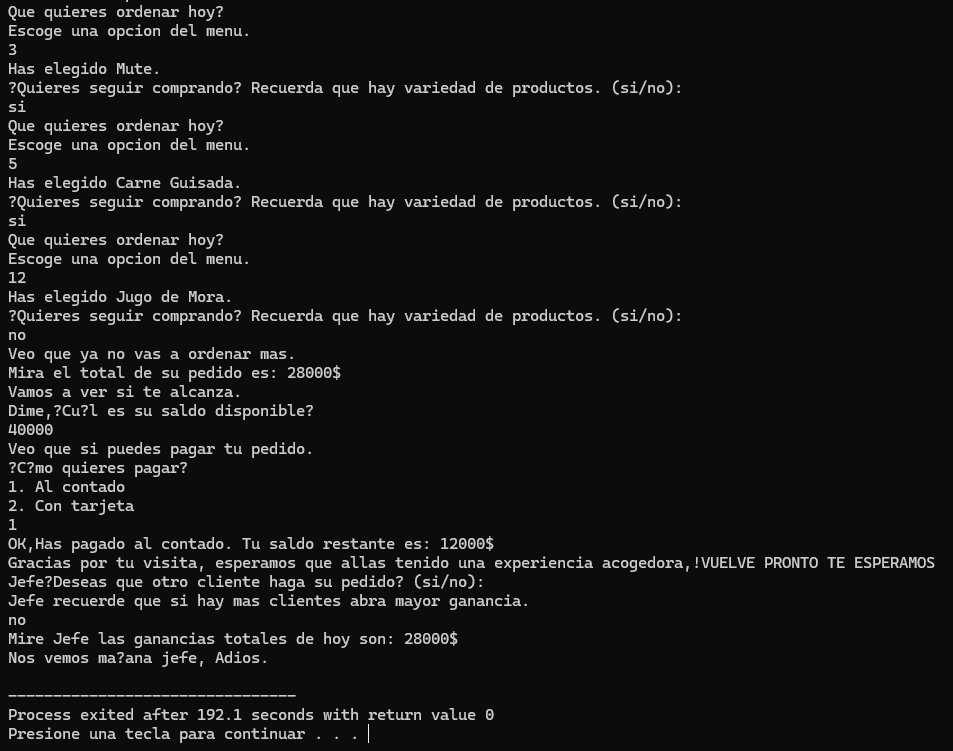 Que quieres ordenar hoy?
Escoge una opcion del menu.
3
Has elegido Mute.
?Quieres seguir comprando? Recuerda que hay variedad de productos. (si/no):
si
Que quieres ordenar hoy?
Escoge una opcion del menu.
5
Has elegido Carne Guisada.
?Quieres seguir comprando? Recuerda que hay variedad de productos. (si/no):
si
Que quieres ordenar hoy?
Escoge una opcion del menu.
12
Has elegido Jugo de Mora.
?Quieres seguir comprando? Recuerda que hay variedad de productos. (si/no):
no
Veo que ya no vas a ordenar mas.
Mira el total de su pedido es: 28000$
Vamos a ver si te alcanza.
Dime,?Cu?l es su saldo disponible?
40000
Veo que si puedes pagar tu pedido.
?C?mo quieres pagar?
1. Al contado
2. Con tarjeta
1
OK,Has pagado al contado. Tu saldo restante es: 12000$
Gracias por tu visita, esperamos que allas tenido una experiencia acogedora,!VUELVE PRONTO TE ESPERAMOS
Jefe?Deseas que otro cliente haga su pedido? (si/no):
Jefe recuerde que si hay mas clientes abra mayor ganancia.
no
Mire Jefe las ganancias totales de hoy son: 28000$
Nos vemos ma?ana jefe, Adios.
--------------------------------
Process exited after 192.1 seconds with return value 0
Presione una tecla para continuar . . .